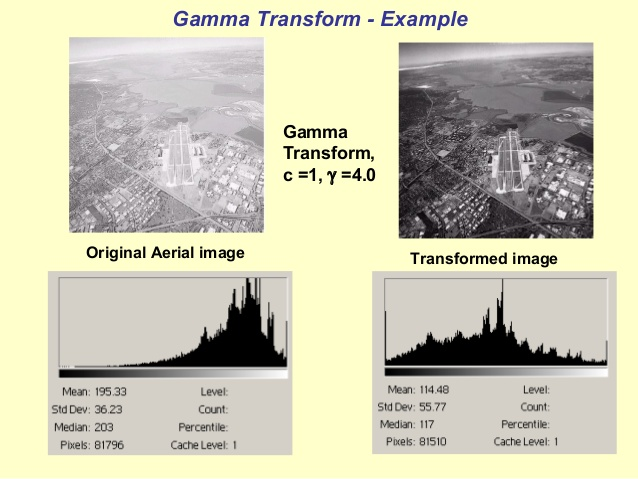 Gamma Transform - Example
Gamma
Transform,
c =1, γ =4.0
Original Aerial image
Transformed image
Mean: 195.33 Level:
Std Dev: 36.23 Count:
Median: 203 Percentile:
Pixels: 81796 Cache Level: 1
Mean: 114.48 Level:
Std Dev: 55.77 Count:
Median: 117 Percentile:
Pixels: 81510 Cache Level: 1